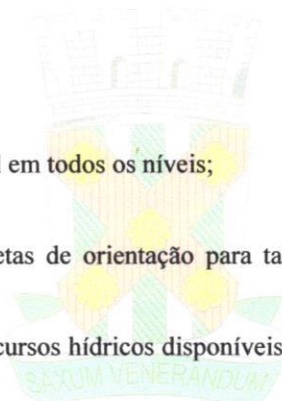 em todos os níveis;
etas de orientação para ta
cursos hídricos disponíveis
SAXUM VENERANDUM